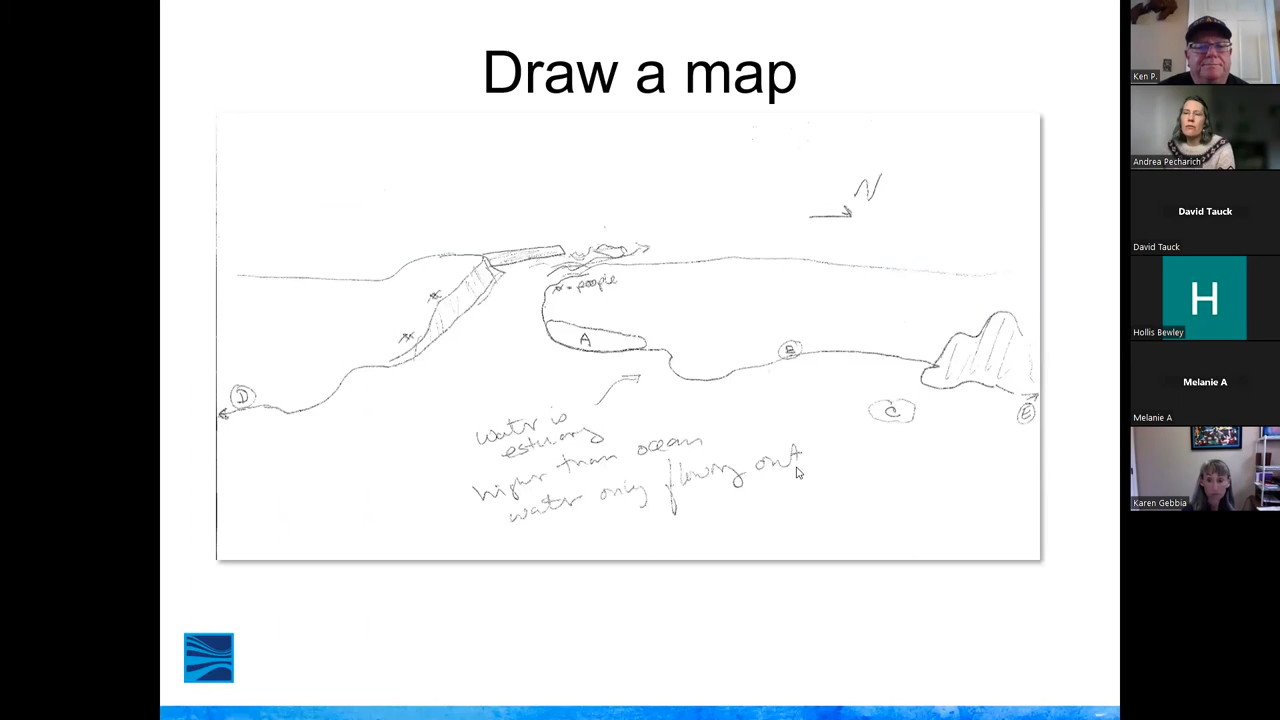 Draw a map
N
people
A
B
C
D
E
water is
estuary
higher than ocean
water only flowing out
Ken P.
Andrea Pecharich
David Tauck
David Tauck
H
Hollis Bewley
Melanie A
Melanie A
Karen Gebbia